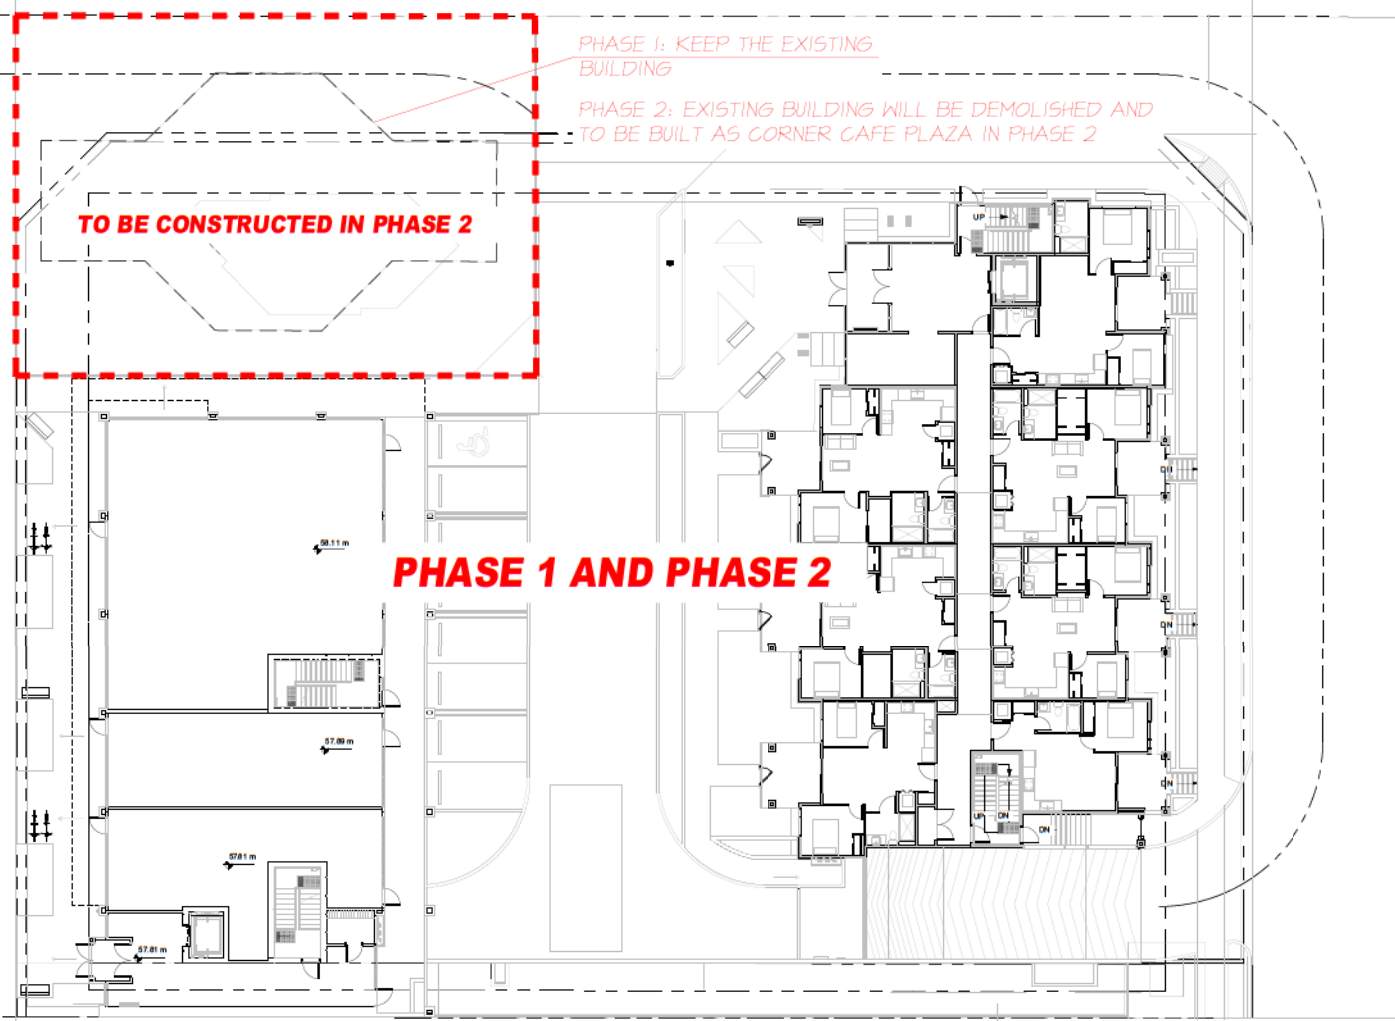 PHASE 1: KEEP THE EXISTING
BUILDING
PHASE 2: EXISTING BUILDING WILL BE DEMOLISHED AND
TO BE BUILT AS CORNER CAFE PLAZA IN PHASE 2
TO BE CONSTRUCTED IN PHASE 2
UP
DN
58.11 m
PHASE 1 AND PHASE 2
DN
57.89 m
DN
UP
DN
DN
57.81 m
57.81 m